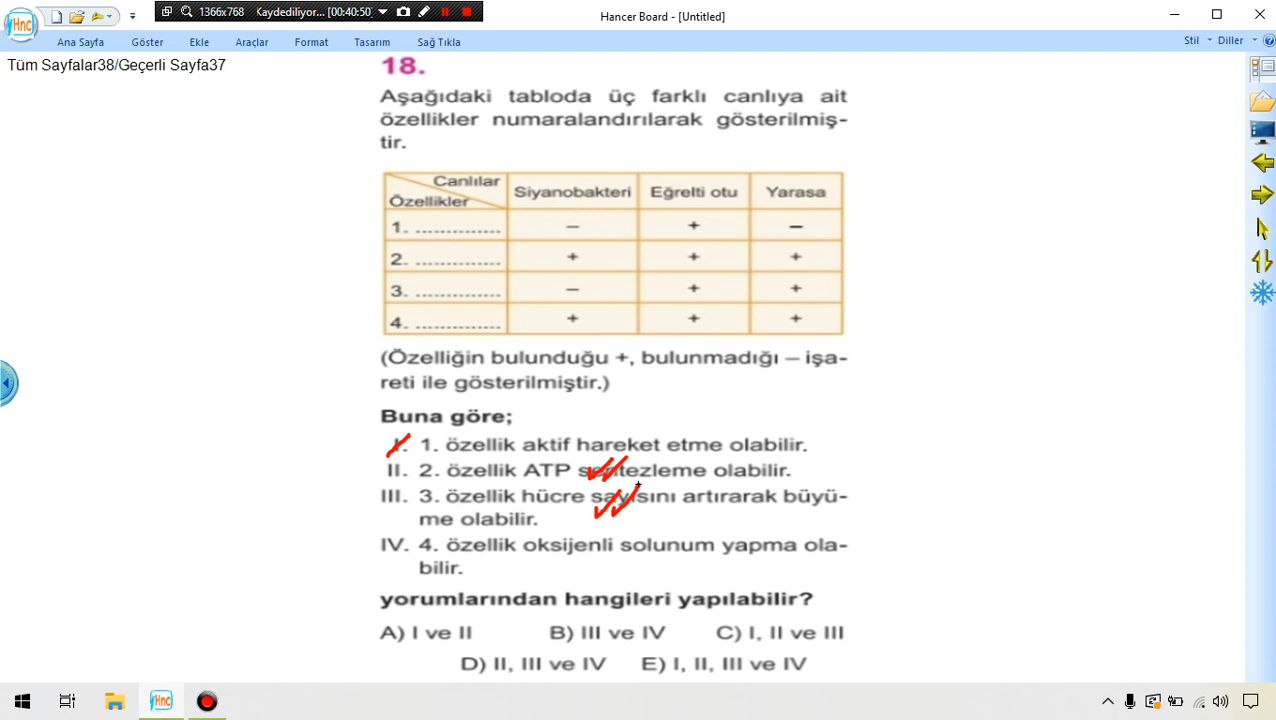 1366x768 Kaydediliyor... [00:40:50]
Hancer Board - [Untitled]
Hnc
Ana Sayfa Göster Ekle Araçlar Format Tasarım Sağ Tıkla Stil Diller
Tüm Sayfalar38/Geçerli Sayfa37
18.
Aşağıdaki tabloda üç farklı canlıya ait
özellikler numaralandırılarak gösterilmiş-
tir.
Canlılar
Özellikler
Siyanobakteri Eğrelti otu Yarasa
1. .............. – + –
2. .............. + + +
3. .............. – + +
4. .............. + + +
(Özelliğin bulunduğu +, bulunmadığı – işa-
reti ile gösterilmiştir.)
Buna göre;
I. 1. özellik aktif hareket etme olabilir.
II. 2. özellik ATP sentezleme olabilir.
III. 3. özellik hücre sayısını artırarak büyü-
me olabilir.
IV. 4. özellik oksijenli solunum yapma ola-
bilir.
yorumlarından hangileri yapılabilir?
A) I ve II B) III ve IV C) I, II ve III
D) II, III ve IV E) I, II, III ve IV
Hnc